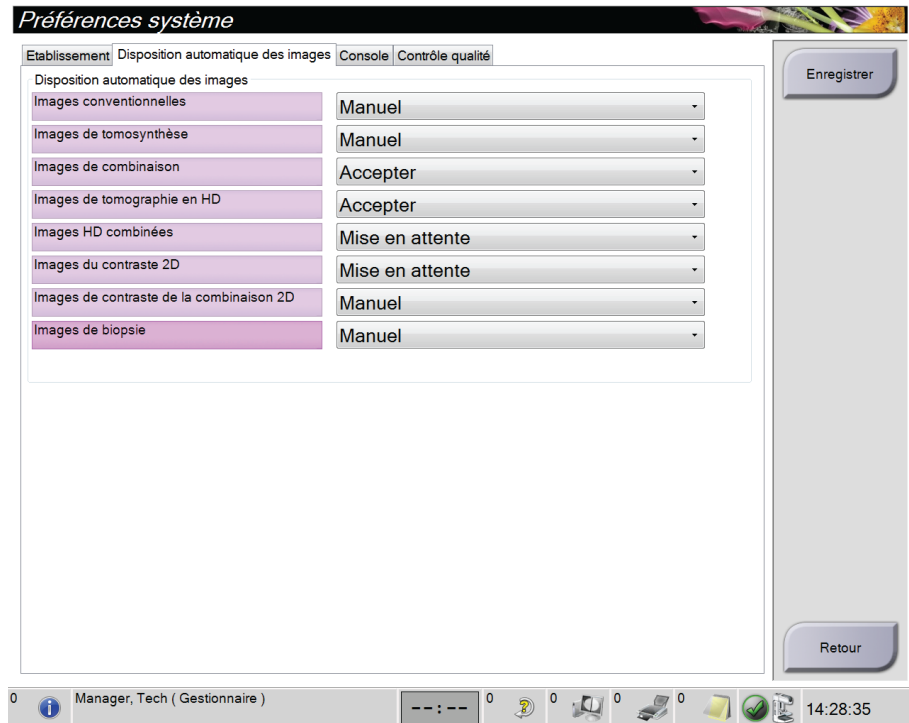 Préférences système
Etablissement Disposition automatique des images Console Contrôle qualité
Enregistrer
Disposition automatique des images
Images conventionnelles Manuel
Images de tomosynthèse Manuel
Images de combinaison Accepter
Images de tomographie en HD Accepter
Images HD combinées Mise en attente
Images du contraste 2D Mise en attente
Images de contraste de la combinaison 2D Manuel
Images de biopsie Manuel
Retour
0 Manager, Tech ( Gestionnaire ) --:-- 0 0 0 0 14:28:35